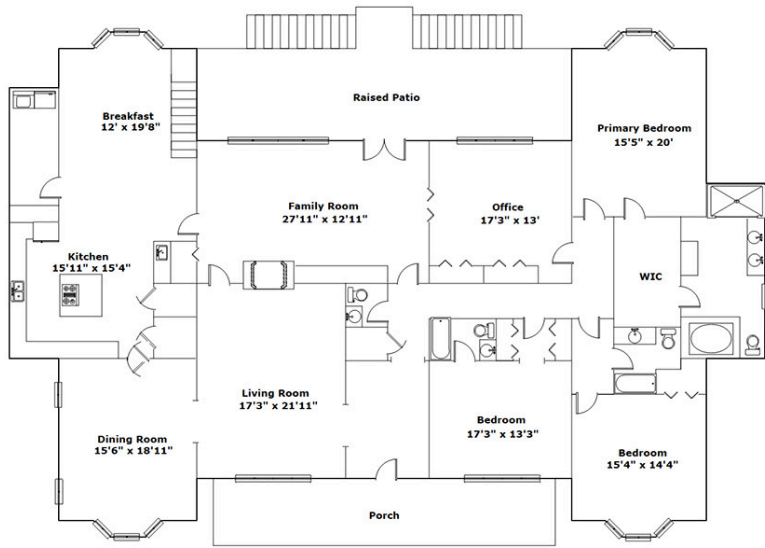 Raised Patio
Breakfast
12' x 19'8"
Primary Bedroom
15'5" x 20'
Family Room
27'11" x 12'11"
Office
17'3" x 13'
Kitchen
15'11" x 15'4"
WIC
Living Room
17'3" x 21'11"
Bedroom
17'3" x 13'3"
Dining Room
15'6" x 18'11"
Bedroom
15'4" x 14'4"
Porch